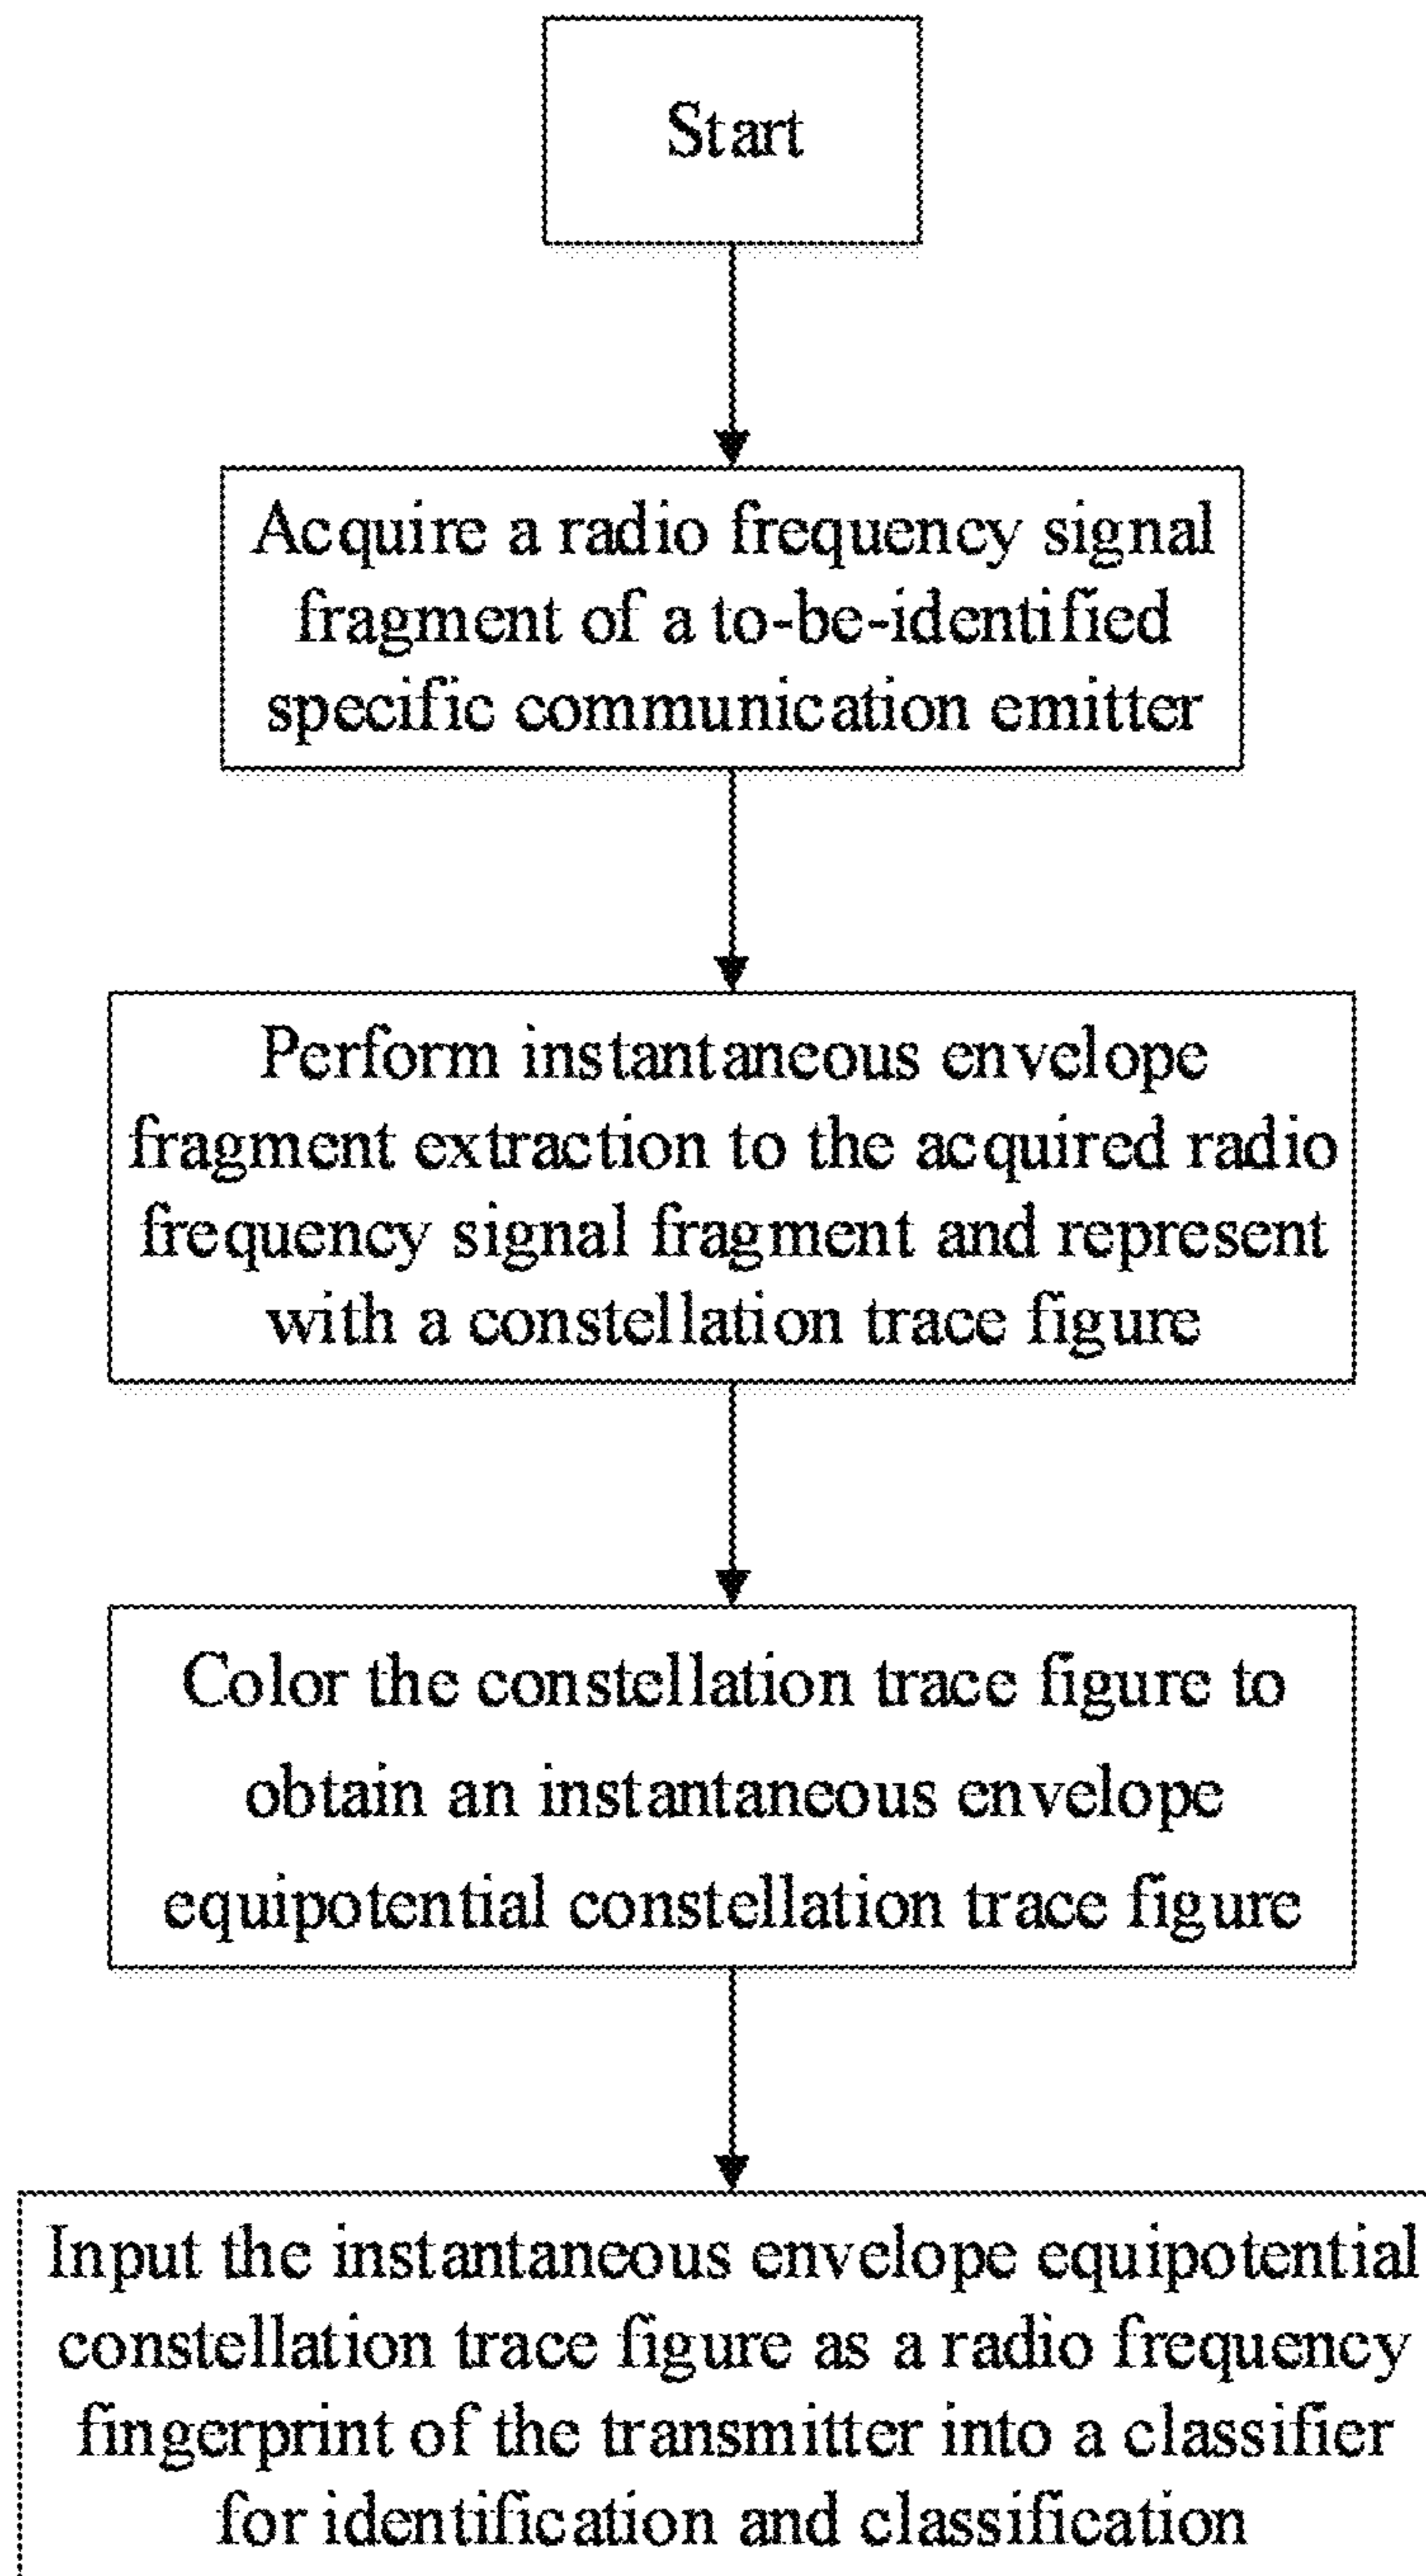 Start
Acquire a radio frequency signal
fragment of a to-be-identified
specific communication emitter
Perform instantaneous envelope
fragment extraction to the acquired radio
frequency signal fragment and represent
with a constellation trace figure
Color the constellation trace figure to
obtain an instantaneous envelope
equipotential constellation trace figure
Input the instantaneous envelope equipotential
constellation trace figure as a radio frequency
fingerprint of the transmitter into a classifier
for identification and classification